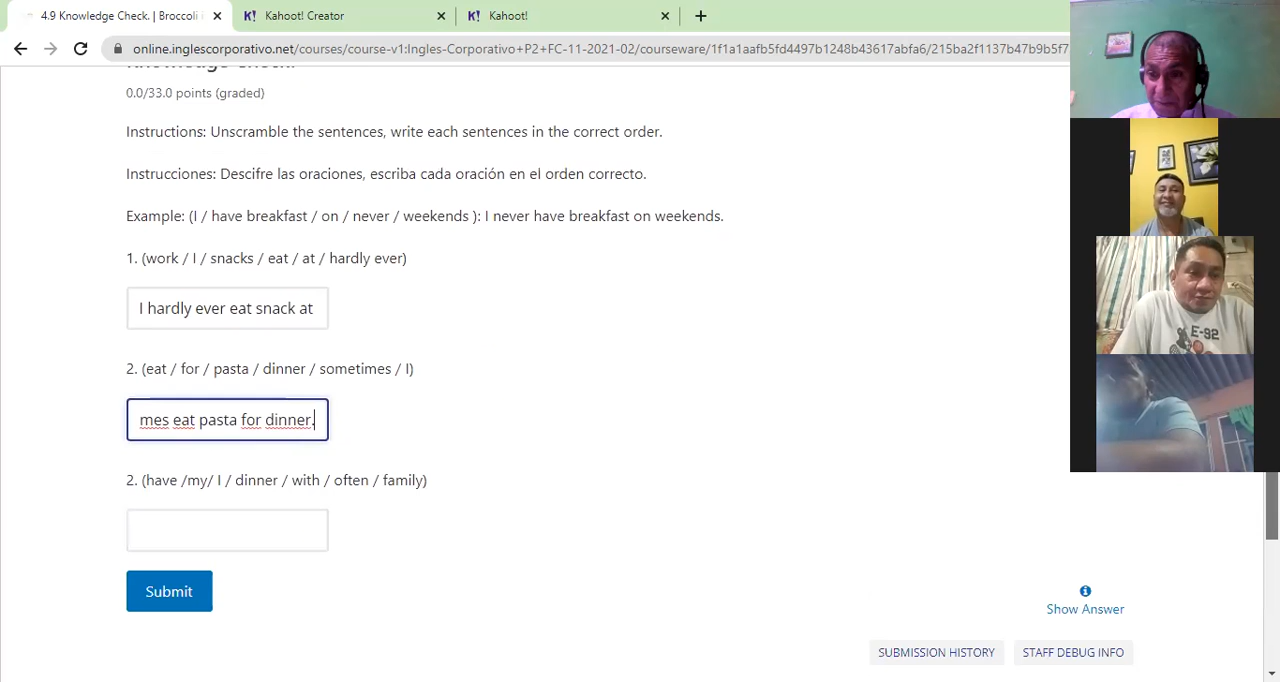 4.9 Knowledge Check. | Broccoli i
Kahoot! Creator
Kahoot!
online.inglescorporativo.net/courses/course-v1:Ingles-Corporativo+P2+FC-11-2021-02/courseware/1f1a1aafb5fd4497b1248b43617abfa6/215ba2f1137b47b9b5f7
Knowledge Check.
0.0/33.0 points (graded)
Instructions: Unscramble the sentences, write each sentences in the correct order.
Instrucciones: Descifre las oraciones, escriba cada oración en el orden correcto.
Example: (I / have breakfast / on / never / weekends ): I never have breakfast on weekends.
1. (work / I / snacks / eat / at / hardly ever)
I hardly ever eat snack at
2. (eat / for / pasta / dinner / sometimes / I)
mes eat pasta for dinner.
2. (have /my/ I / dinner / with / often / family)
Submit
Show Answer
SUBMISSION HISTORY
STAFF DEBUG INFO
E-92